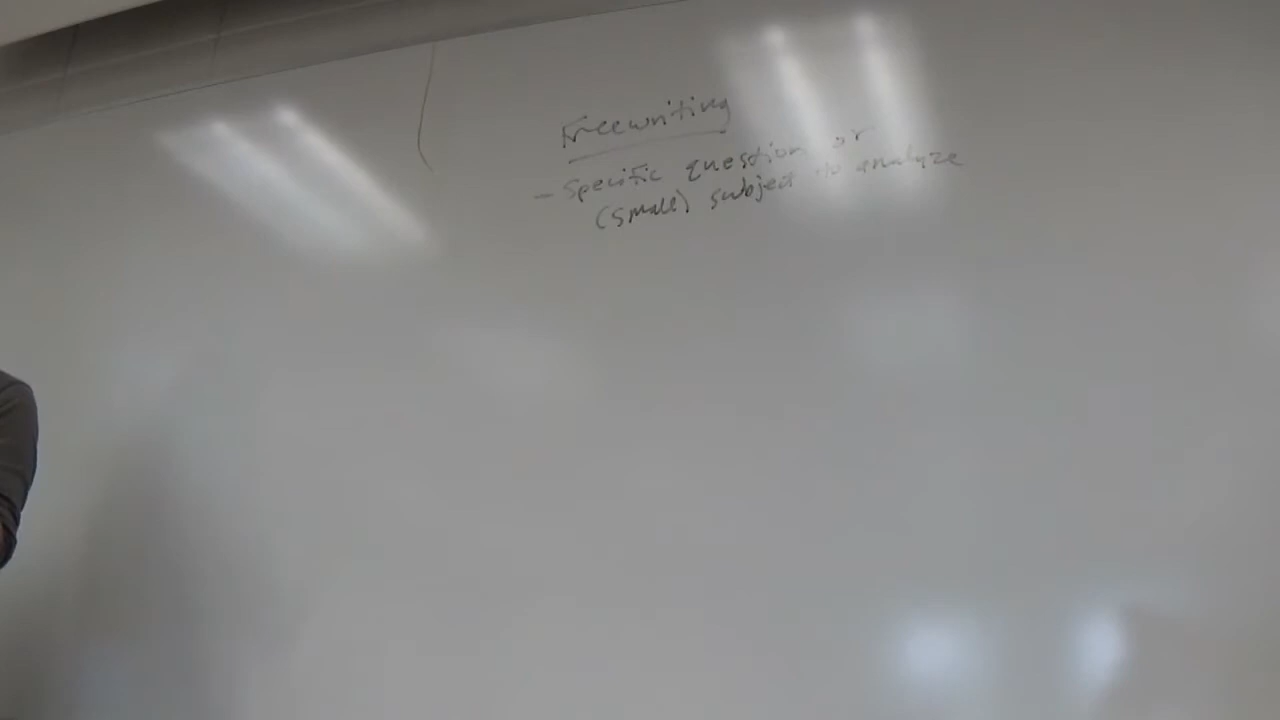 Freewriting
- Specific question or
(small) subject to analyze